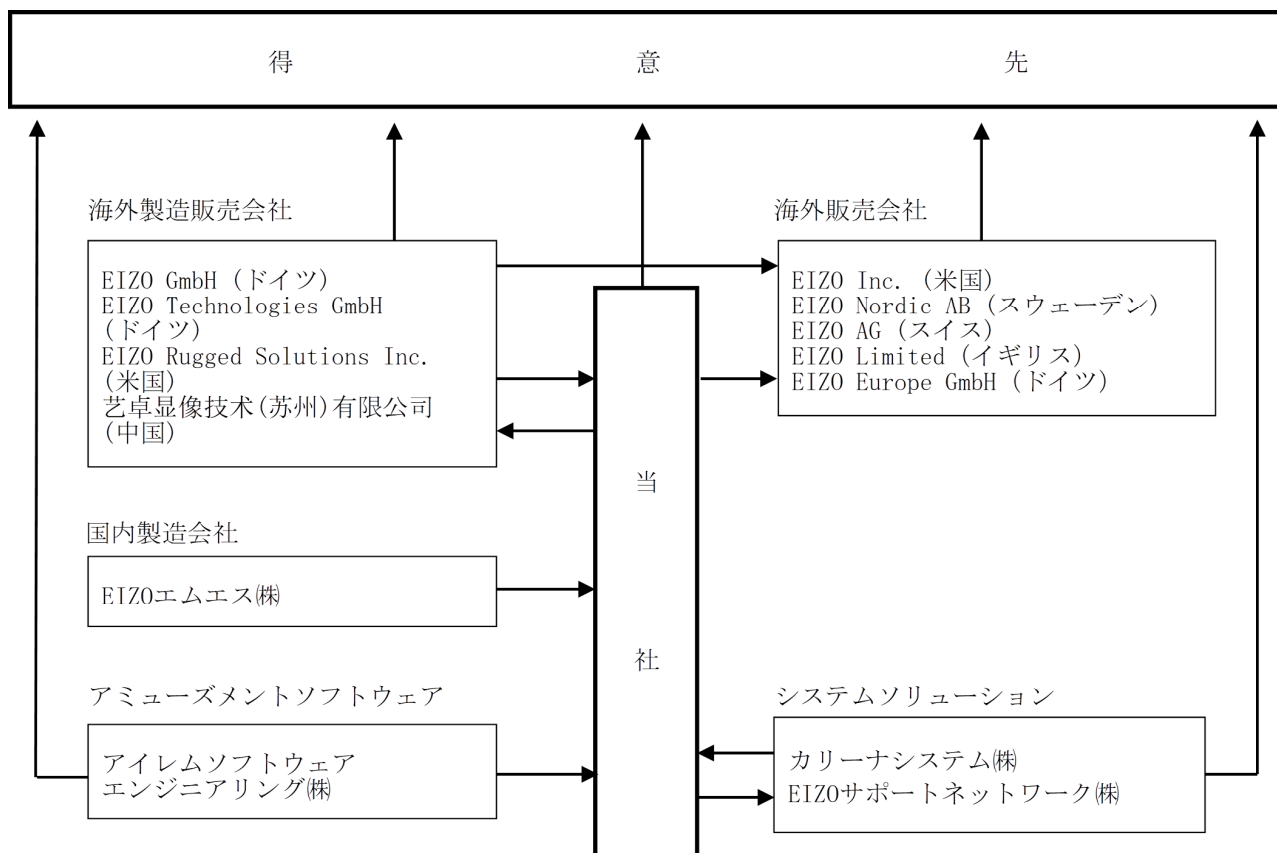 得意先
海外製造販売会社
EIZO GmbH (ドイツ)
EIZO Technologies GmbH
(ドイツ)
EIZO Rugged Solutions Inc.
(米国)
艺卓显像技术(苏州)有限公司
(中国)
海外販売会社
EIZO Inc. (米国)
EIZO Nordic AB (スウェーデン)
EIZO AG (スイス)
EIZO Limited (イギリス)
EIZO Europe GmbH (ドイツ)
当社
国内製造会社
EIZOエムエス㈱
アミューズメントソフトウェア
アイレムソフトウェア
エンジニアリング㈱
システムソリューション
カリーナシステム㈱
EIZOサポートネットワーク㈱